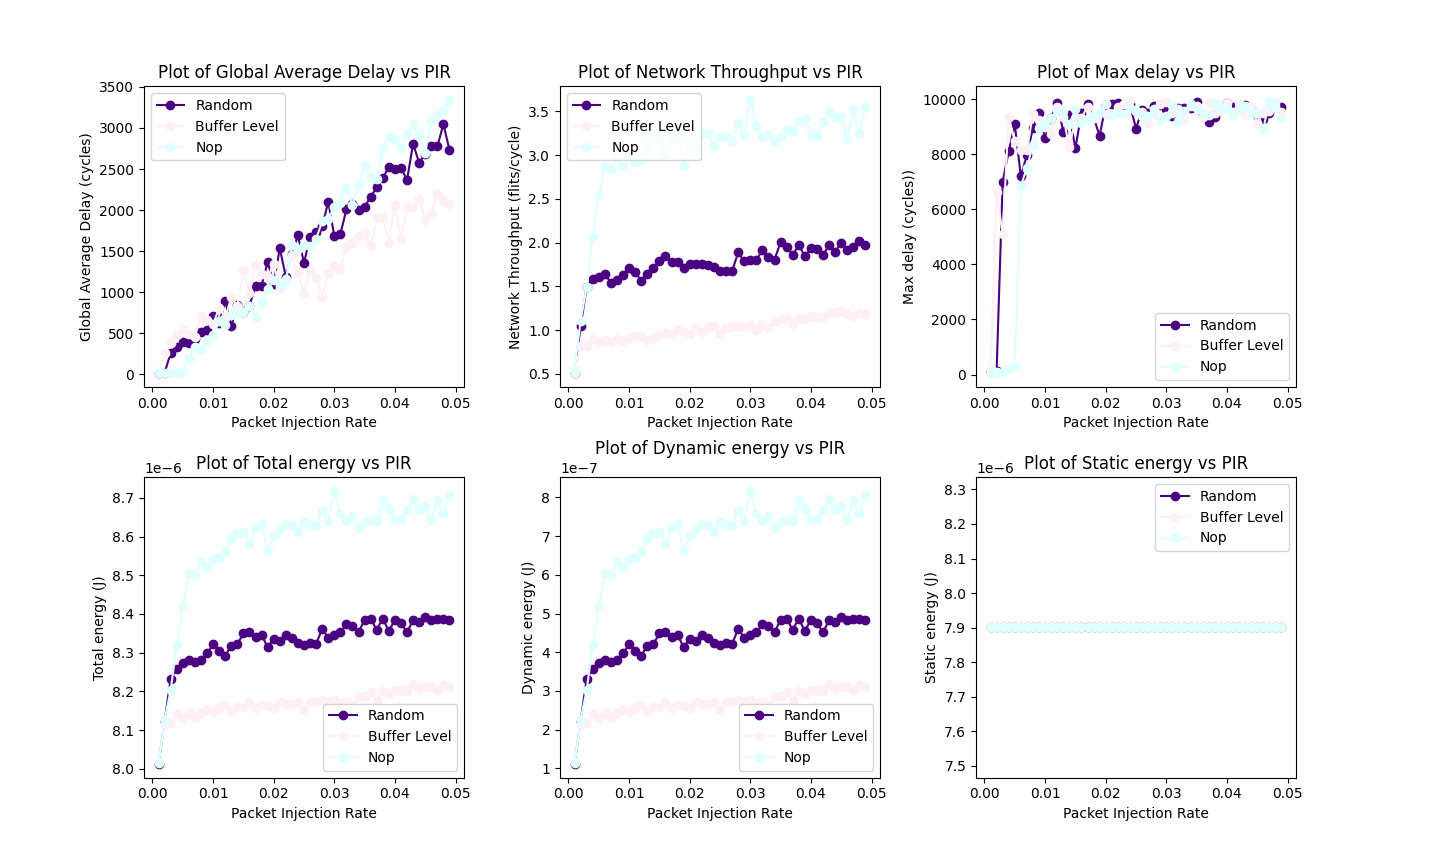 Plot of Global Average Delay vs PIR
Global Average Delay (cycles)
3500
3000
2500
2000
1500
1000
500
0
Random
Buffer Level
Nop
0.00 0.01 0.02 0.03 0.04 0.05
Packet Injection Rate
Plot of Network Throughput vs PIR
Network Throughput (flits/cycle)
3.5
3.0
2.5
2.0
1.5
1.0
0.5
Random
Buffer Level
Nop
0.00 0.01 0.02 0.03 0.04 0.05
Packet Injection Rate
Plot of Max delay vs PIR
Max delay (cycles))
10000
8000
6000
4000
2000
0
Random
Buffer Level
Nop
0.00 0.01 0.02 0.03 0.04 0.05
Packet Injection Rate
Plot of Total energy vs PIR
1e−6
Total energy (J)
8.7
8.6
8.5
8.4
8.3
8.2
8.1
8.0
Random
Buffer Level
Nop
0.00 0.01 0.02 0.03 0.04 0.05
Packet Injection Rate
Plot of Dynamic energy vs PIR
1e−7
Dynamic energy (J)
8
7
6
5
4
3
2
1
Random
Buffer Level
Nop
0.00 0.01 0.02 0.03 0.04 0.05
Packet Injection Rate
Plot of Static energy vs PIR
1e−6
Static energy (J)
8.3
8.2
8.1
8.0
7.9
7.8
7.7
7.6
7.5
Random
Buffer Level
Nop
0.00 0.01 0.02 0.03 0.04 0.05
Packet Injection Rate